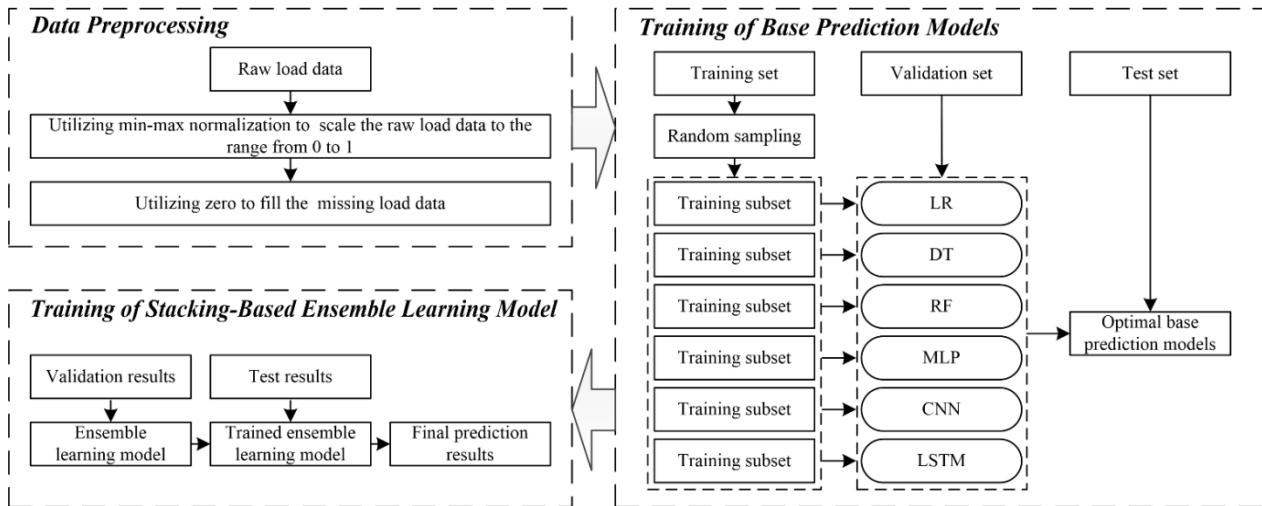 Data Preprocessing
Raw load data
Utilizing min-max normalization to scale the raw load data to the
range from 0 to 1
Utilizing zero to fill the missing load data
Training of Base Prediction Models
Training set
Validation set
Test set
Random sampling
Training subset
LR
Training subset
DT
Training subset
RF
Training subset
MLP
Training subset
CNN
Training subset
LSTM
Optimal base
prediction models
Training of Stacking-Based Ensemble Learning Model
Validation results
Test results
Ensemble
learning model
Trained ensemble
learning model
Final prediction
results